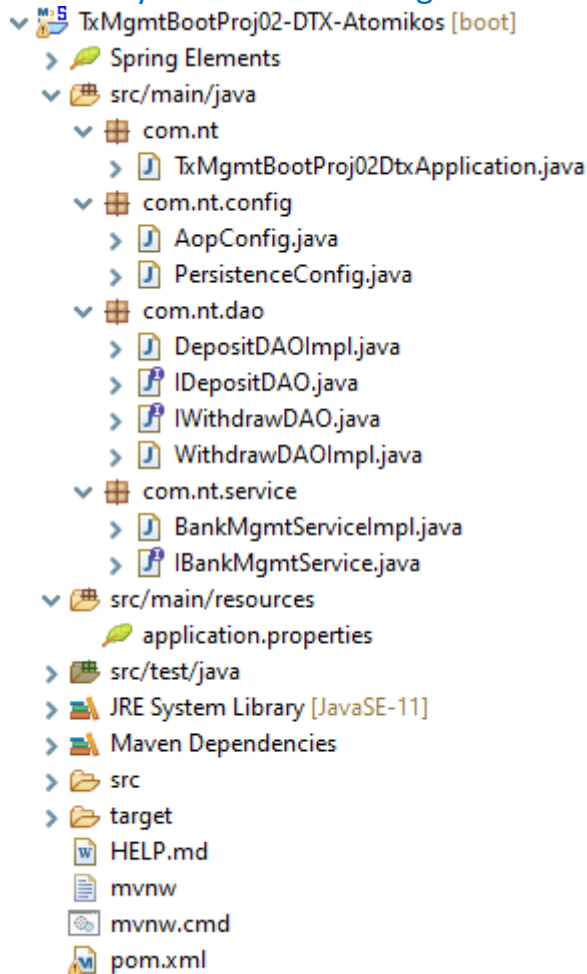 TxMgmtBootProj02-DTX-Atomikos [boot]
Spring Elements
src/main/java
com.nt
TxMgmtBootProj02DtxApplication.java
com.nt.config
AopConfig.java
PersistenceConfig.java
com.nt.dao
DepositDAOImpl.java
IDepositDAO.java
IWithdrawDAO.java
WithdrawDAOImpl.java
com.nt.service
BankMgmtServiceImpl.java
IBankMgmtService.java
src/main/resources
application.properties
src/test/java
JRE System Library [JavaSE-11]
Maven Dependencies
src
target
HELP.md
mvnw
mvnw.cmd
pom.xml